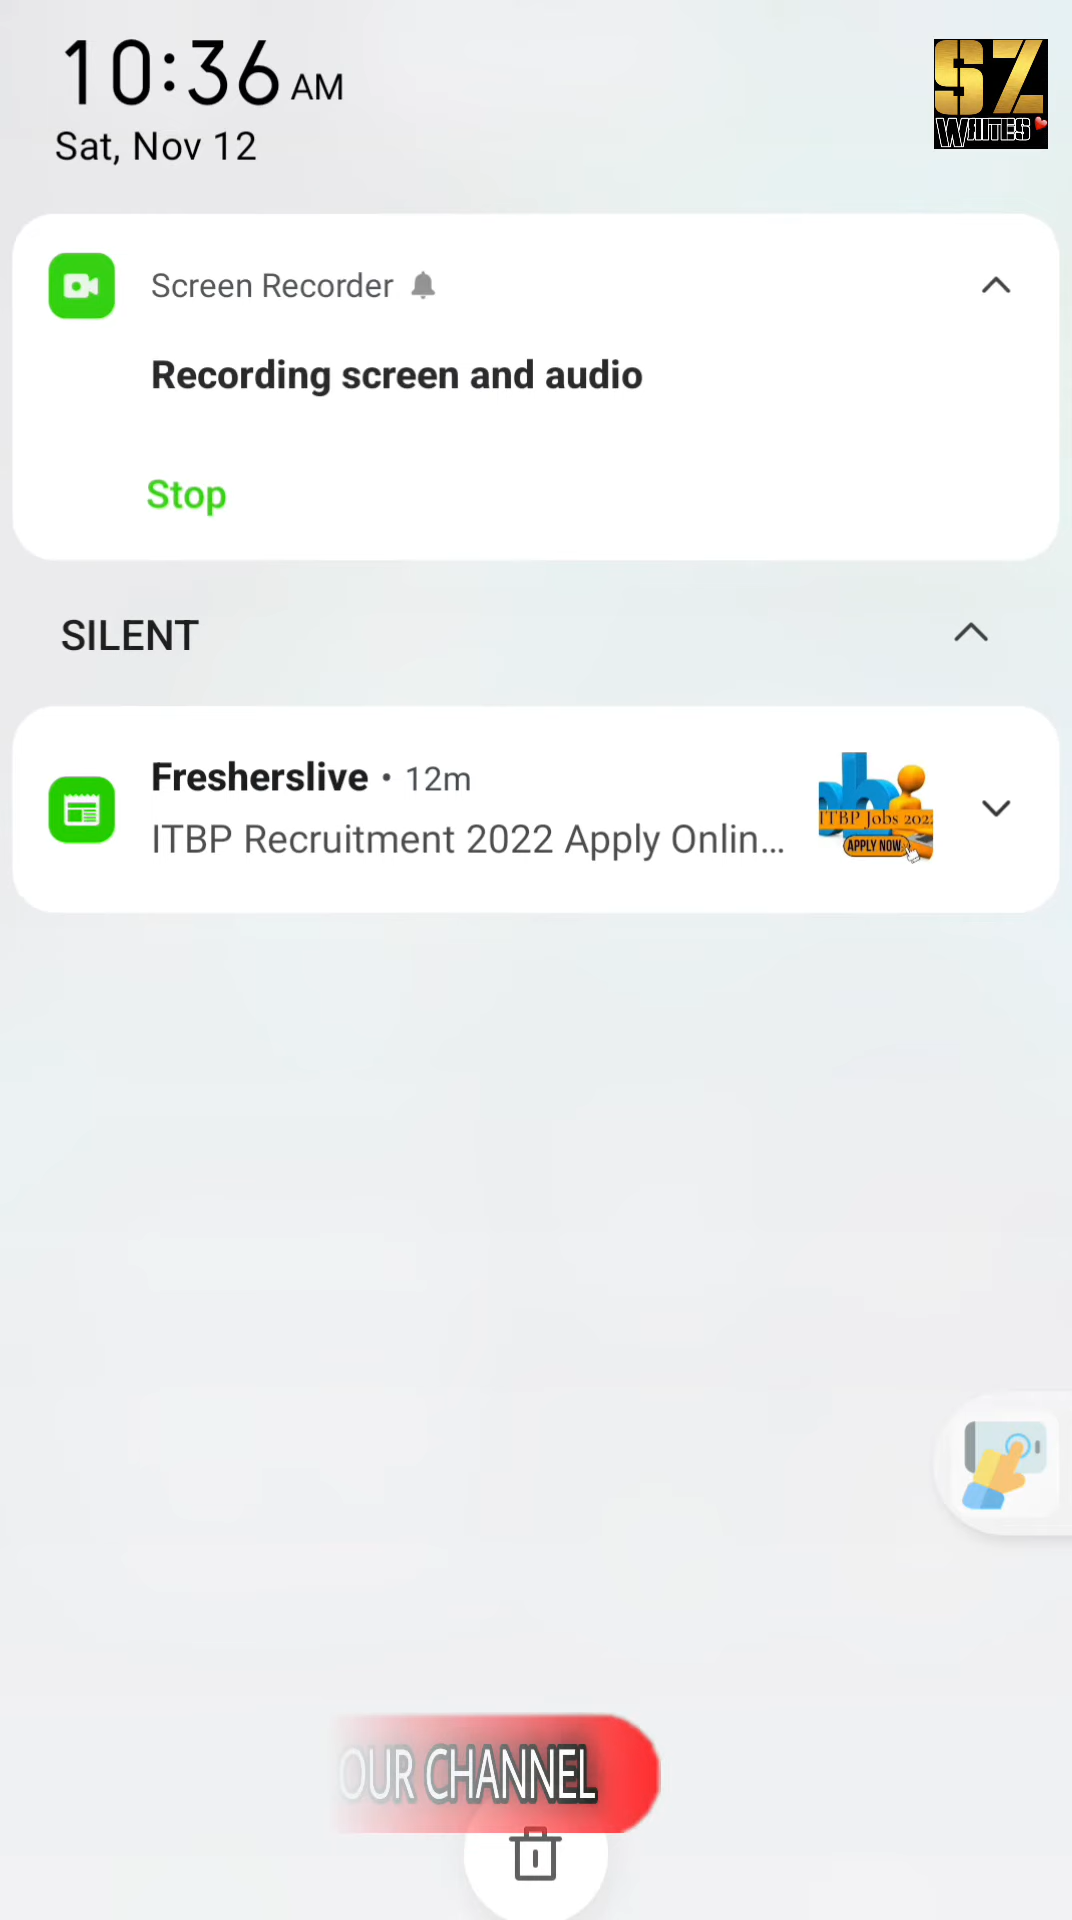 10:36 AM
SZ
WRITES
Sat, Nov 12
Screen Recorder
Recording screen and audio
Stop
SILENT
Fresherslive • 12m
ITBP Recruitment 2022 Apply Onlin...
ITBP Jobs 202
APPLY NOW
OUR CHANNEL